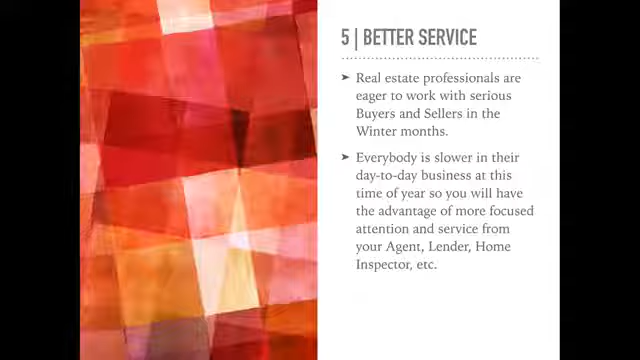 5 | BETTER SERVICE
➤ Real estate professionals are
eager to work with serious
Buyers and Sellers in the
Winter months.
➤ Everybody is slower in their
day-to-day business at this
time of year so you will have
the advantage of more focused
attention and service from
your Agent, Lender, Home
Inspector, etc.